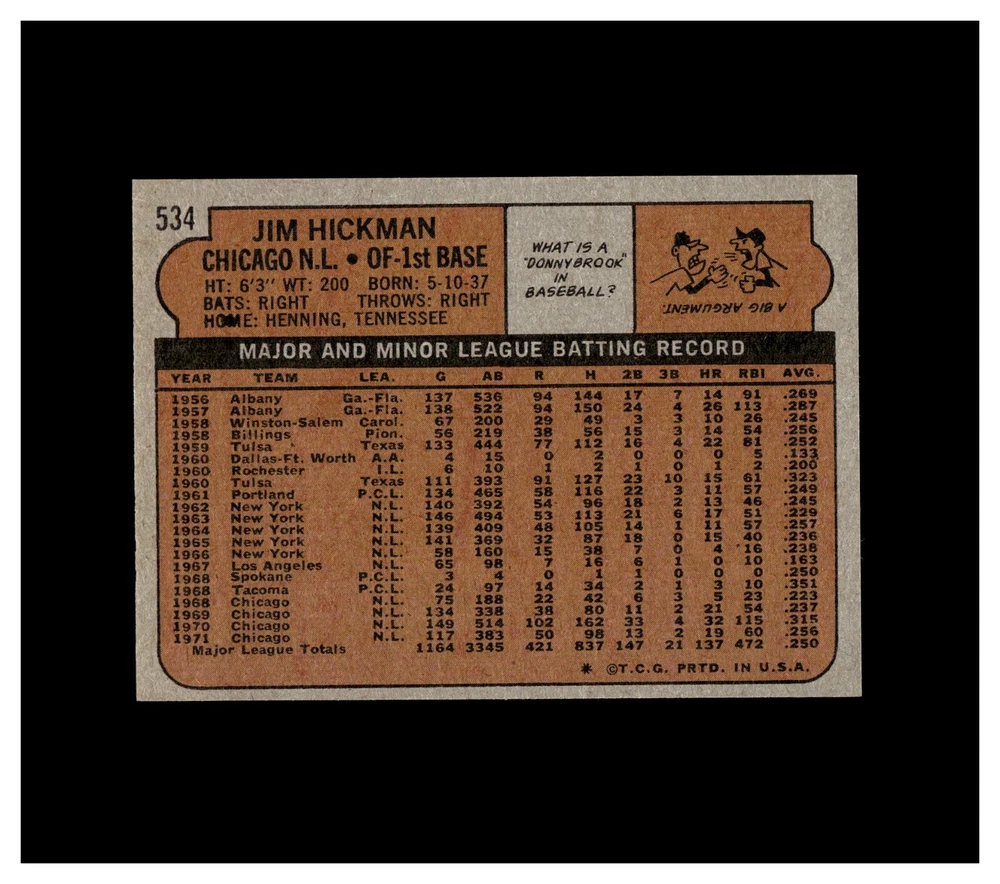 534
JIM HICKMAN
CHICAGO N.L. • OF-1st BASE
HT: 6'3" WT: 200 BORN: 5-10-37
BATS: RIGHT THROWS: RIGHT
HOME: HENNING, TENNESSEE
WHAT IS A
"DONNYBROOK"
IN
BASEBALL?
A BIG ARGUMENT.
MAJOR AND MINOR LEAGUE BATTING RECORD
YEAR TEAM LEA. G AB R H 2B 3B HR RBI AVG.
1956 Albany Ga.-Fla. 137 536 94 144 17 7 14 91 .269
1957 Albany Ga.-Fla. 138 522 94 150 24 4 26 113 .287
1958 Winston-Salem Carol. 67 200 29 49 3 3 10 26 .245
1958 Billings Pion. 56 219 38 56 15 3 14 54 .256
1959 Tulsa Texas 133 444 77 112 16 4 22 81 .252
1960 Dallas-Ft. Worth A.A. 4 15 0 2 0 0 0 5 .133
1960 Rochester I.L. 6 10 1 2 1 0 1 2 .200
1960 Tulsa Texas 111 393 91 127 23 10 15 61 .323
1961 Portland P.C.L. 134 465 58 116 22 3 11 57 .249
1962 New York N.L. 140 392 54 96 18 2 13 46 .245
1963 New York N.L. 146 494 53 113 21 6 17 51 .229
1964 New York N.L. 139 409 48 105 14 1 11 57 .257
1965 New York N.L. 141 369 32 87 18 0 15 40 .236
1966 New York N.L. 58 160 15 38 7 0 4 16 .238
1967 Los Angeles N.L. 65 98 7 16 6 1 0 10 .163
1968 Spokane P.C.L. 3 4 0 1 1 0 0 0 .250
1968 Tacoma P.C.L. 24 97 14 34 2 1 3 10 .351
1968 Chicago N.L. 75 188 22 42 6 3 5 23 .223
1969 Chicago N.L. 134 338 38 80 11 2 21 54 .237
1970 Chicago N.L. 149 514 102 162 33 4 32 115 .315
1971 Chicago N.L. 117 383 50 98 13 2 19 60 .256
Major League Totals 1164 3345 421 837 147 21 137 472 .250
* ©T.C.G. PRTD. IN U.S.A.